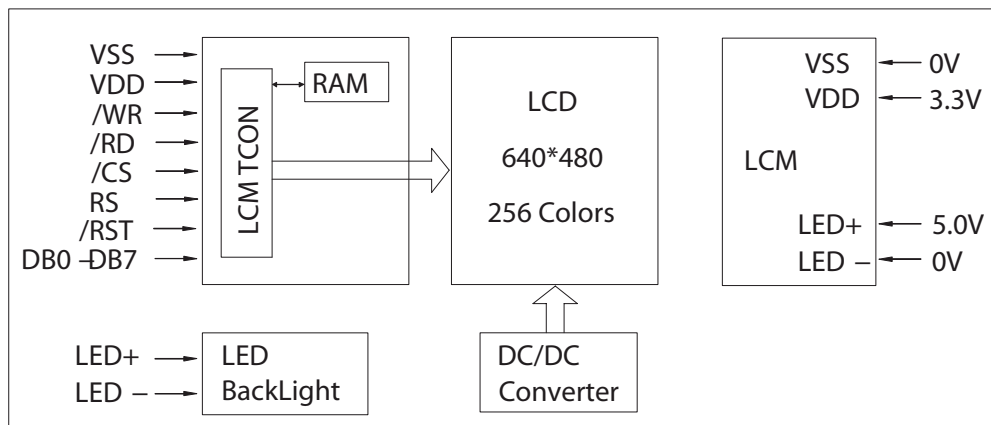 VSS
VDD
/WR
/RD
/CS
RS
/RST
DB0 –DB7
LCM TCON
RAM
LCD
640*480
256 Colors
VSS
0V
VDD
3.3V
LCM
LED+
5.0V
LED –
0V
LED+
LED –
LED
BackLight
DC/DC
Converter